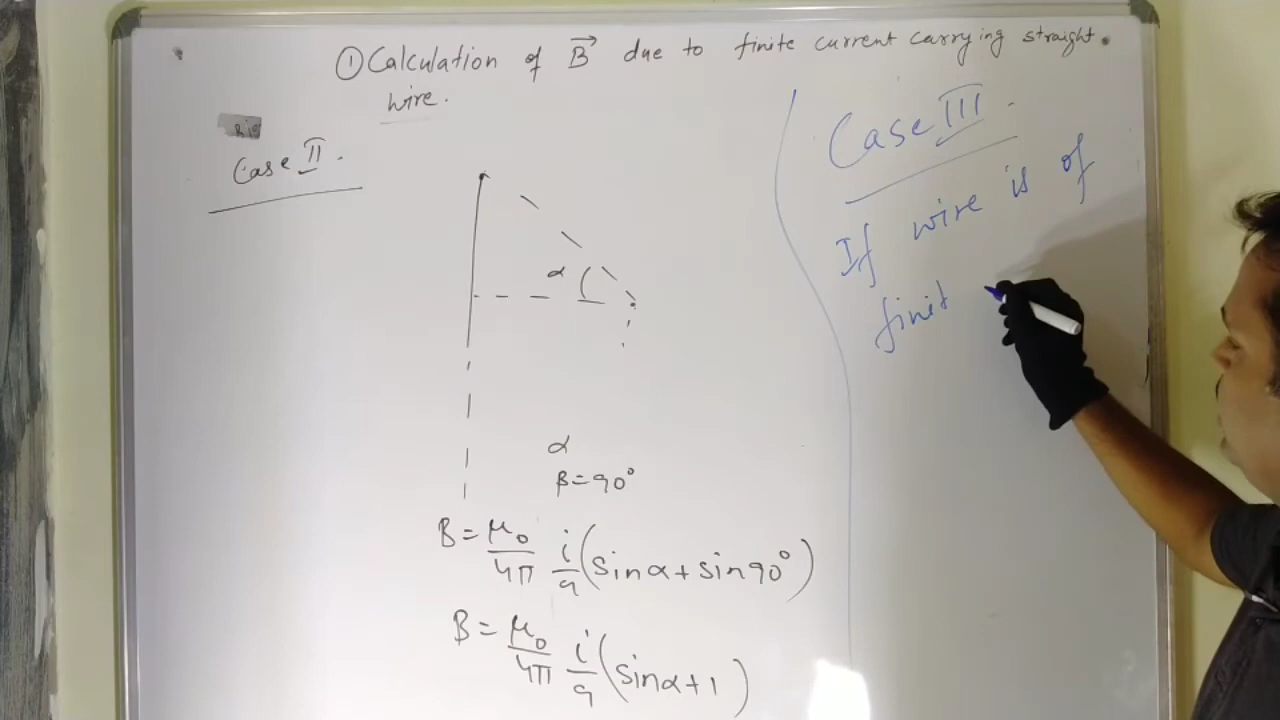 ① Calculation of B⃗ due to finite current carrying straight
wire.
Case II.
α
α
β=90°
B = μ₀/4π i/a (sinα + sin90°)
B = μ₀/4π i/a (sinα + 1)
Case III.
If wire is of
finit